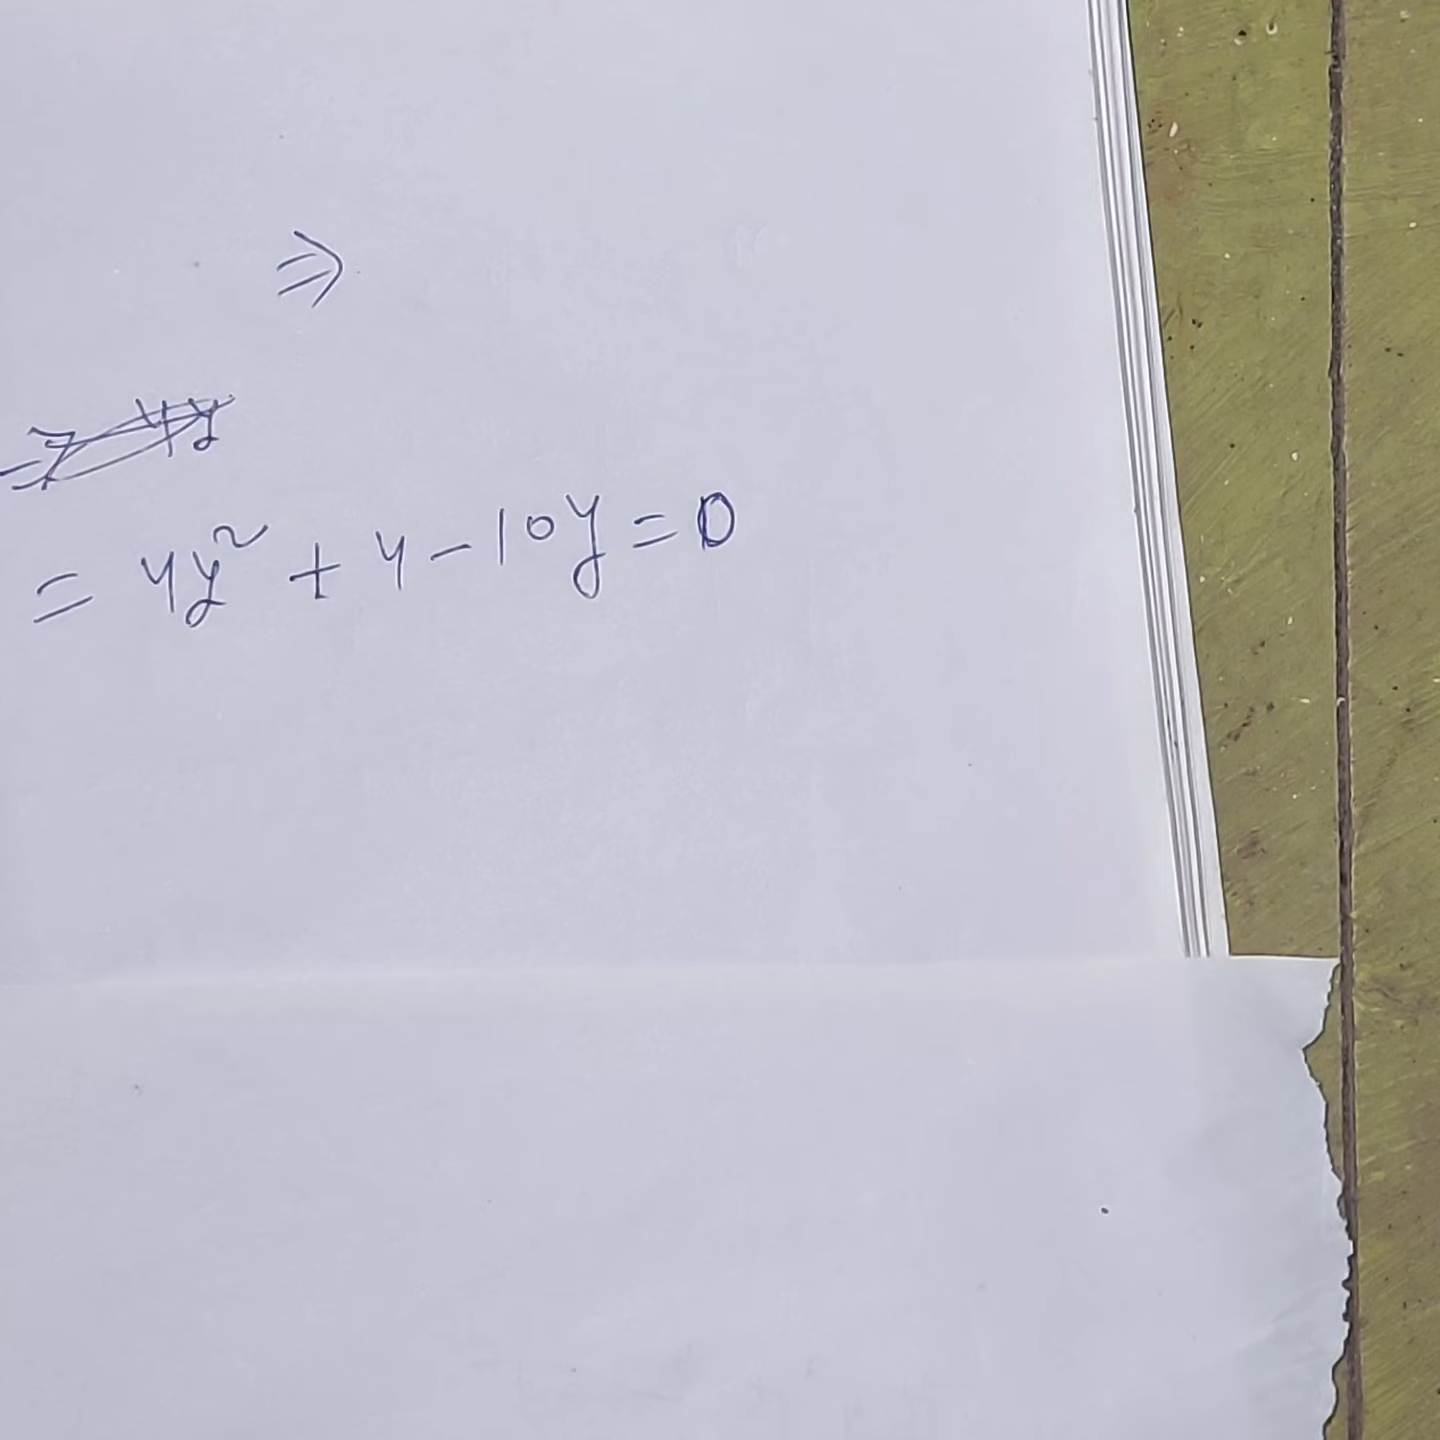 ⇒
= 4y² + 4 - 10y = 0